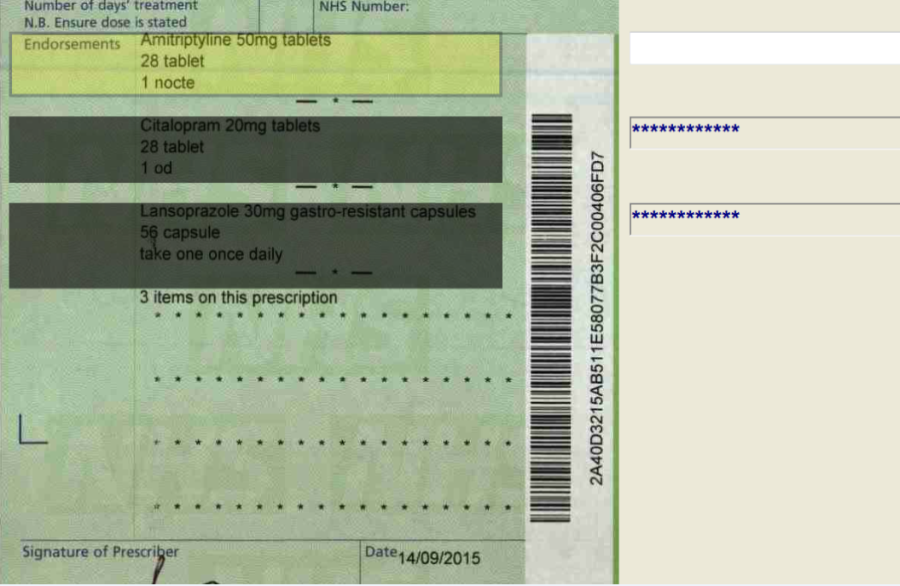 Number of days' treatment
N.B. Ensure dose is stated
NHS Number:
Endorsements
Amitriptyline 50mg tablets
28 tablet
1 nocte
— * —
Citalopram 20mg tablets
28 tablet
1 od
— * —
Lansoprazole 30mg gastro-resistant capsules
56 capsule
take one once daily
— * —
3 items on this prescription
* * * * * * * * * * * * * * * * * *
* * * * * * * * * * * * * * * * * *
* * * * * * * * * * * * * * * * * *
* * * * * * * * * * * * * * * * * *
Signature of Prescriber
Date 14/09/2015
2A40D3215AB511E58077B3F2C00406FD7
************
************